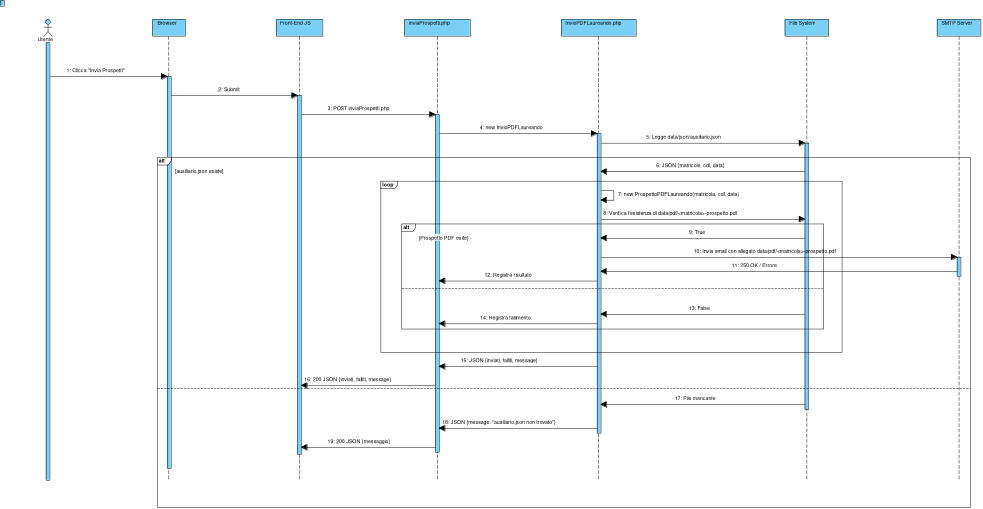 Utente
Browser
Front-End JS
inviaProspetti.php
InvioPDFLaureando.php
File System
SMTP Server
1: Clicca "Invia Prospetti"
2: Submit
3: POST inviaProspetti.php
4: new InvioPDFLaureando
5: Legge data/json/ausiliario.json
alt
[ausiliario.json esiste]
6: JSON {matricole, cdl, data}
loop
7: new ProspettoPDFLaureando(matricola, cdl, data)
8: Verifica l'esistenza di data/pdf/<matricola>-prospetto.pdf
alt
[Prospetto PDF esite]
9: True
10: Invia email con allegato data/pdf/<matricola>-prospetto.pdf
11: 250 OK / Errore
12: Registra risultato
13: False
14: Registra fallimento
15: JSON {inviati, falliti, message}
16: [200 JSON {inviati, falliti, message}
17: File mancante
18: JSON {message: "ausiliario.json non trovato"}
19: 200 JSON {messaggio}